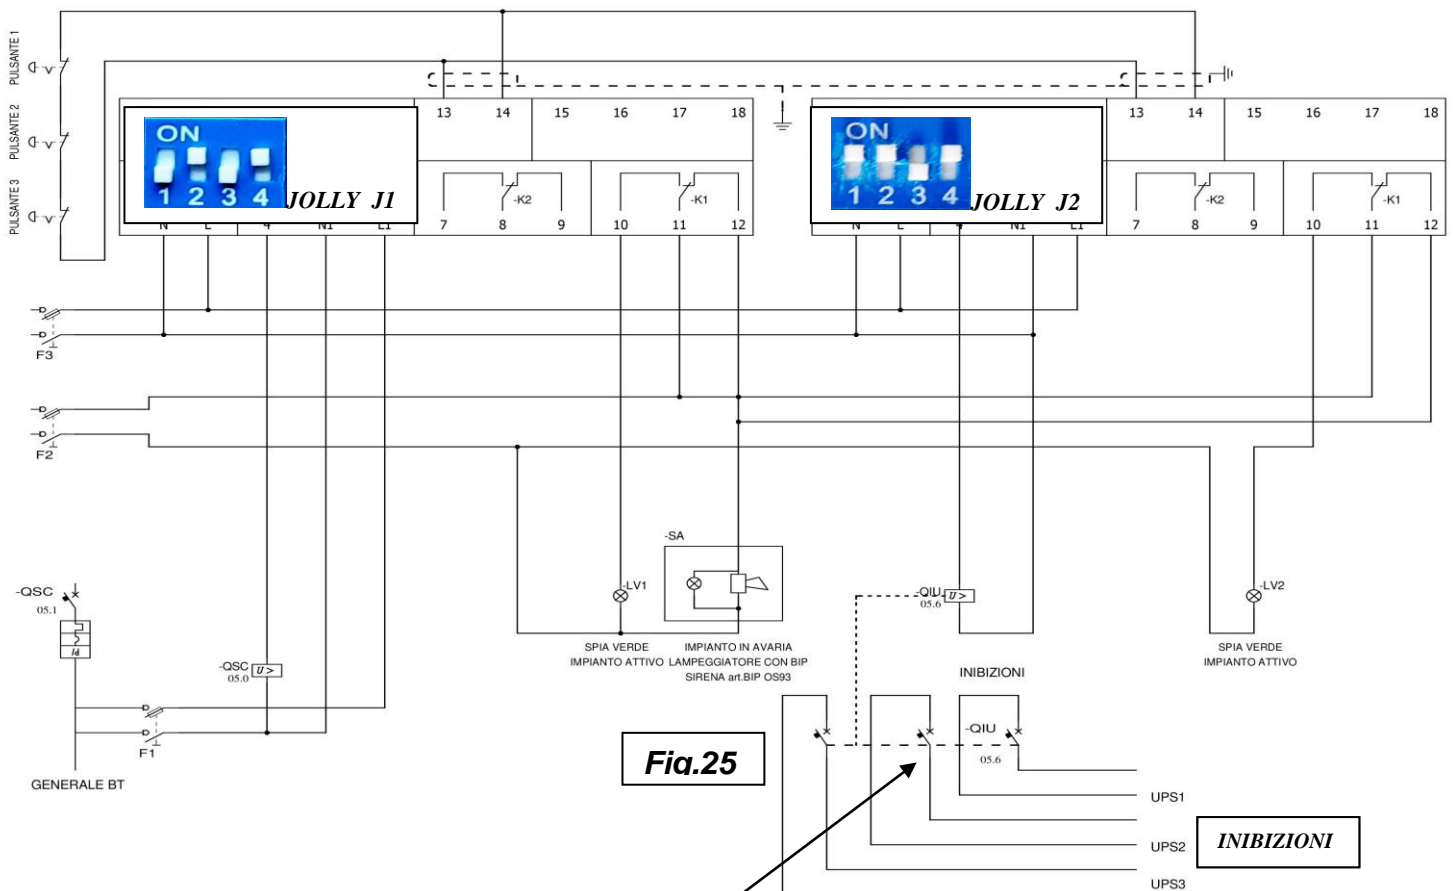 PULSANTE 1
PULSANTE 2
PULSANTE 3
13 14 15 16 17 18
13 14 15 16 17 18
ON
1 2 3 4
JOLLY J1
ON
1 2 3 4
JOLLY J2
-K2
-K1
-K2
-K1
7 8 9 10 11 12
7 8 9 10 11 12
N L 4 N1 L1
N L 4 N1 L1
F3
F2
-SA
-QSC
05.1
Id
-LV1
-QIU
05.6
U >
-LV2
SPIA VERDE
IMPIANTO ATTIVO
IMPIANTO IN AVARIA
LAMPEGGIATORE CON BIP
SIRENA art.BIP OS93
SPIA VERDE
IMPIANTO ATTIVO
-QSC
05.0
U >
INIBIZIONI
F1
Fig.25
-QIU
05.6
GENERALE BT
UPS1
UPS2
INIBIZIONI
UPS3